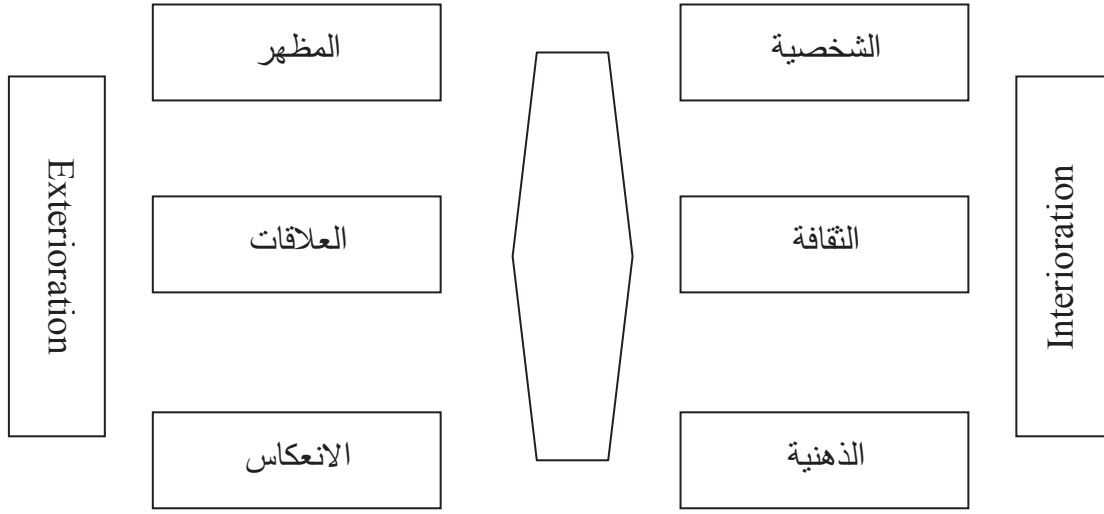 الشخصية
المظهر
Interioration
Exterioration
الثقافة
العلاقات
الذهنية
الانعكاس